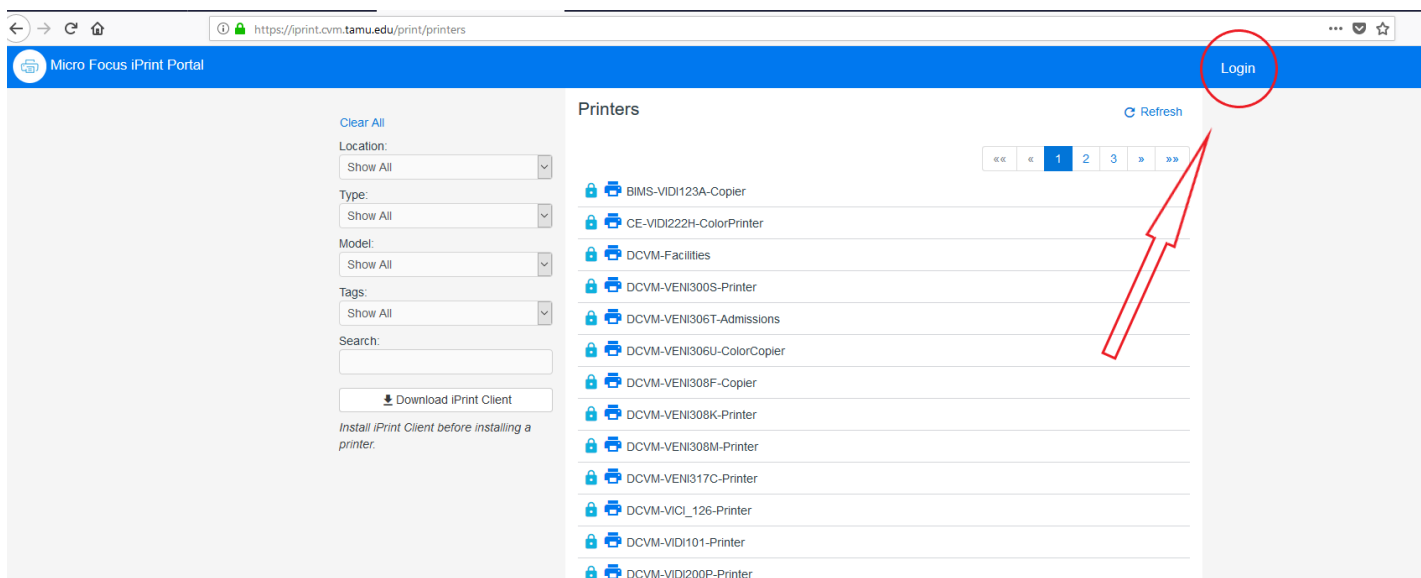 https://iprint.cvm.tamu.edu/print/printers
Micro Focus iPrint Portal
Login
Clear All
Location:
Show All
Type:
Show All
Model:
Show All
Tags:
Show All
Search:
Download iPrint Client
Install iPrint Client before installing a
printer.
Printers
Refresh
«« « 1 2 3 » »»
BIMS-VIDI123A-Copier
CE-VIDI222H-ColorPrinter
DCVM-Facilities
DCVM-VENI300S-Printer
DCVM-VENI306T-Admissions
DCVM-VENI306U-ColorCopier
DCVM-VENI308F-Copier
DCVM-VENI308K-Printer
DCVM-VENI308M-Printer
DCVM-VENI317C-Printer
DCVM-VICI_126-Printer
DCVM-VIDI101-Printer
DCVM-VIDI200P-Printer